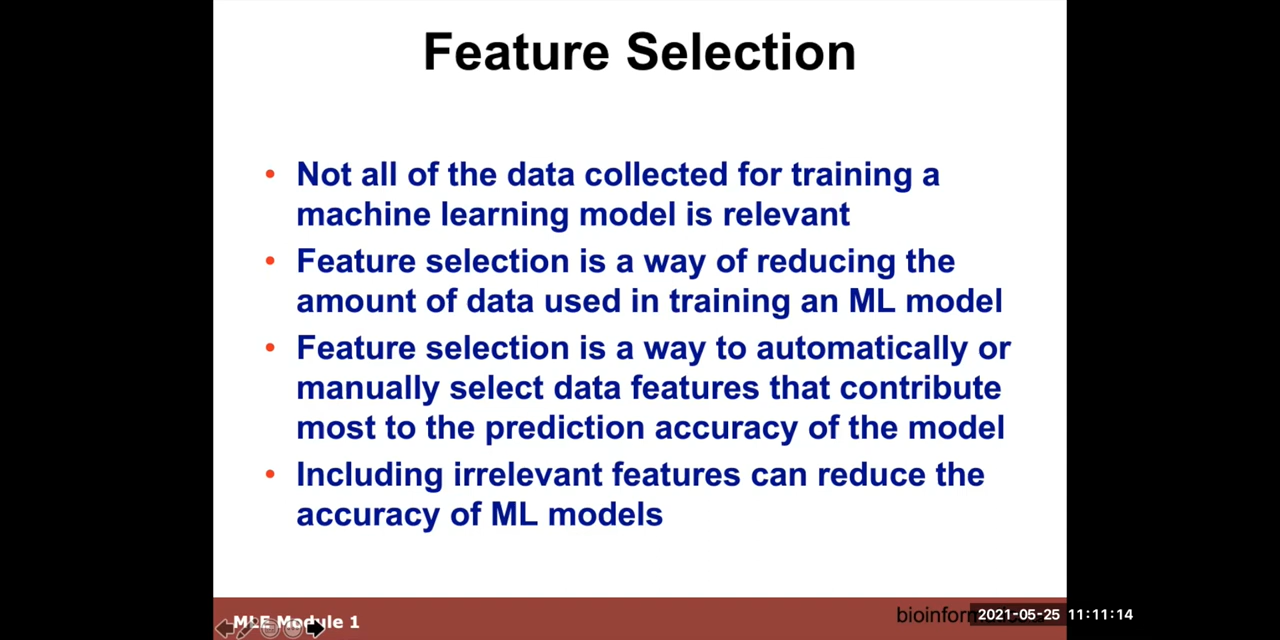 Feature Selection
• Not all of the data collected for training a
machine learning model is relevant
• Feature selection is a way of reducing the
amount of data used in training an ML model
• Feature selection is a way to automatically or
manually select data features that contribute
most to the prediction accuracy of the model
• Including irrelevant features can reduce the
accuracy of ML models
MLE Module 1
2021-05-25 11:11:14